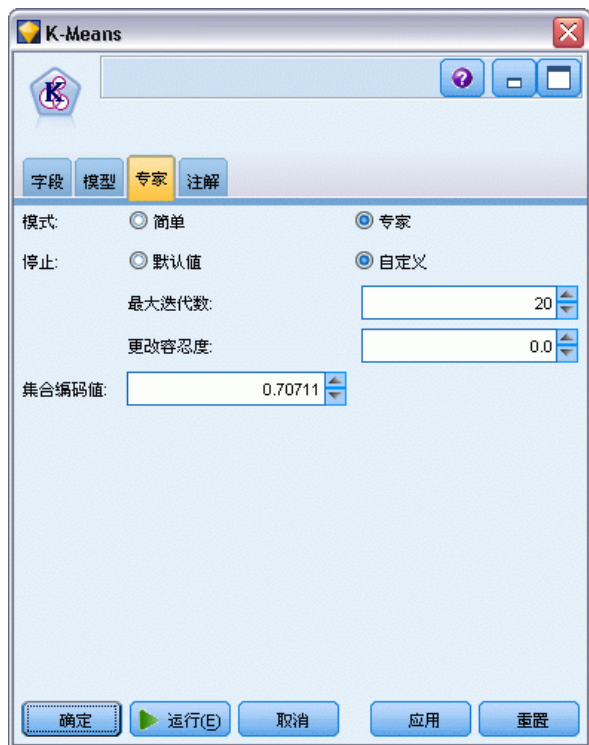 K-Means
字段 模型 专家 注解
模式: 简单 专家
停止: 默认值 自定义
最大迭代数: 20
更改容忍度: 0.0
集合编码值: 0.70711
确定 运行(E) 取消 应用 重置